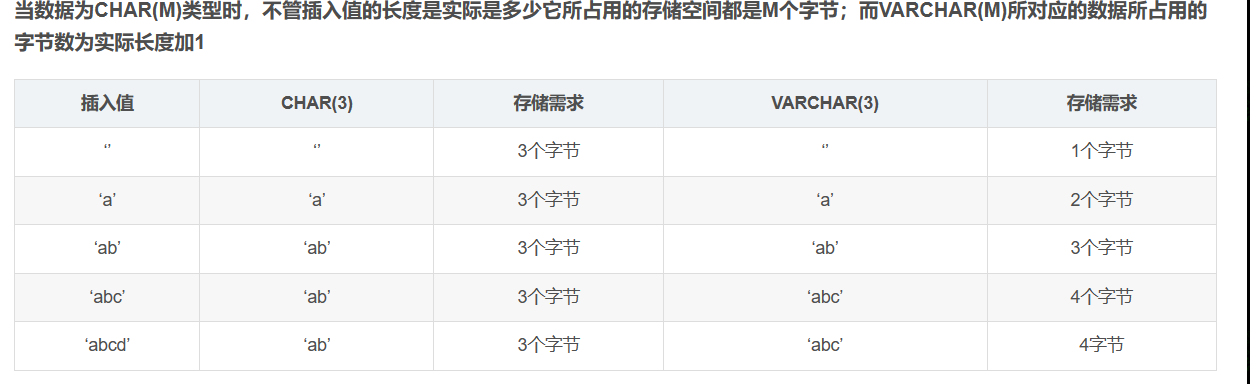 当数据为CHAR(M)类型时，不管插入值的长度是实际是多少它所占用的存储空间都是M个字节；而VARCHAR(M)所对应的数据所占用的
字节数为实际长度加1
插入值 CHAR(3) 存储需求 VARCHAR(3) 存储需求
‘’ ‘’ 3个字节 ‘’ 1个字节
‘a’ ‘a’ 3个字节 ‘a’ 2个字节
‘ab’ ‘ab’ 3个字节 ‘ab’ 3个字节
‘abc’ ‘ab’ 3个字节 ‘abc’ 4个字节
‘abcd’ ‘ab’ 3个字节 ‘abc’ 4字节